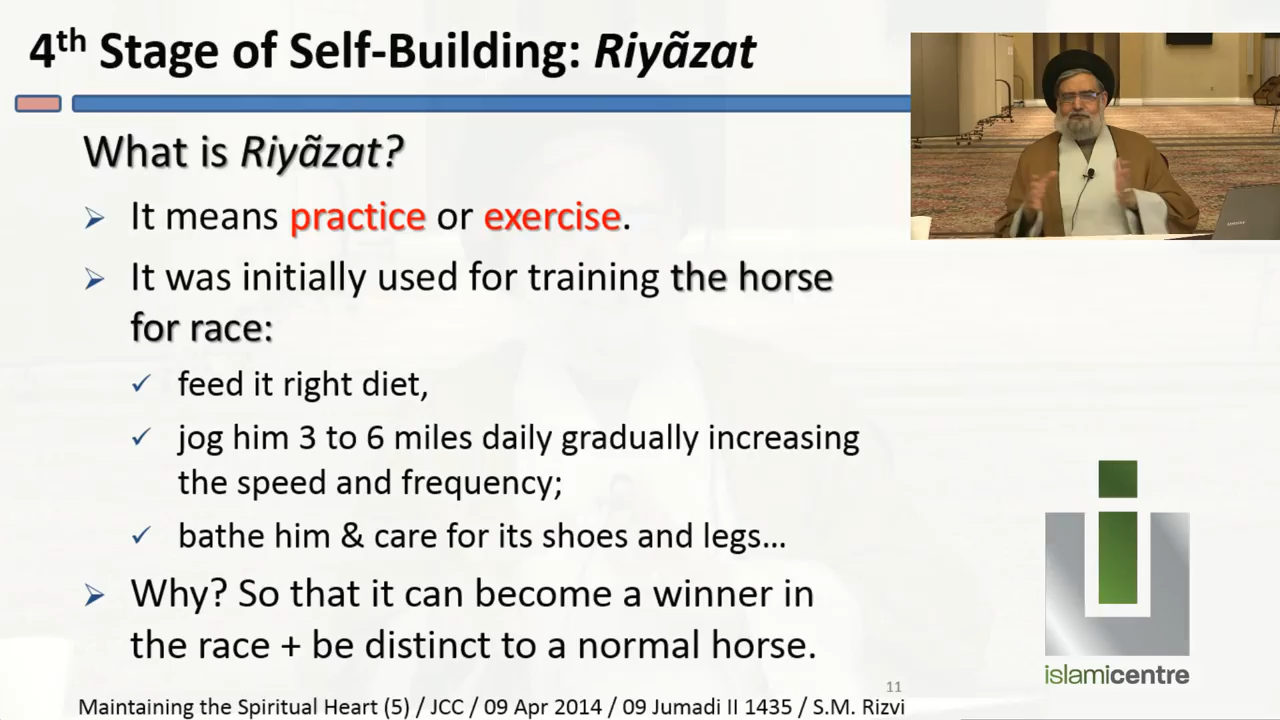 4th Stage of Self-Building: Riyãzat
What is Riyãzat?
➢ It means practice or exercise.
➢ It was initially used for training the horse
for race:
✓ feed it right diet,
✓ jog him 3 to 6 miles daily gradually increasing
the speed and frequency;
✓ bathe him & care for its shoes and legs…
➢ Why? So that it can become a winner in
the race + be distinct to a normal horse.
islamicentre
11
Maintaining the Spiritual Heart (5) / JCC / 09 Apr 2014 / 09 Jumadi II 1435 / S.M. Rizvi